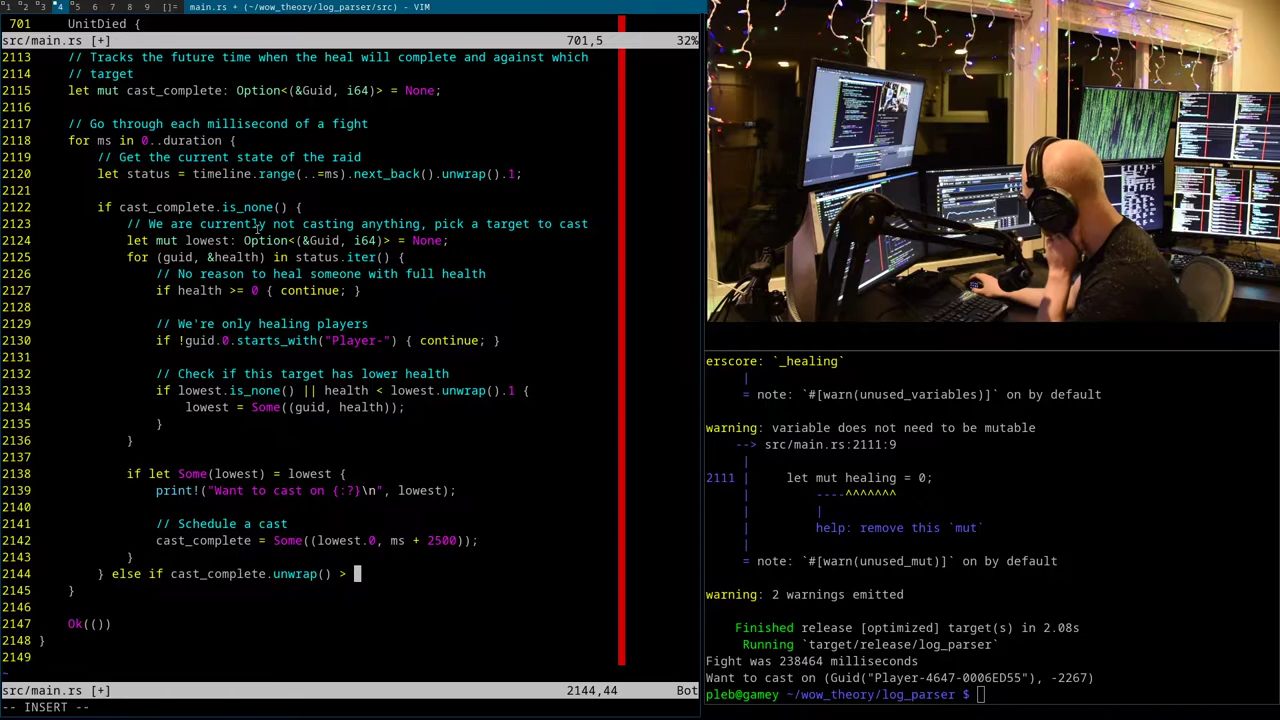 1 2 3 4 5 6 7 8 9 []= main.rs + (~/wow_theory/log_parser/src) - VIM
701 UnitDied {
src/main.rs [+] 701,5 32%
2113 // Tracks the future time when the heal will complete and against which
2114 // target
2115 let mut cast_complete: Option<(&Guid, i64)> = None;
2116
2117 // Go through each millisecond of a fight
2118 for ms in 0..duration {
2119 // Get the current state of the raid
2120 let status = timeline.range(..=ms).next_back().unwrap().1;
2121
2122 if cast_complete.is_none() {
2123 // We are currently not casting anything, pick a target to cast
2124 let mut lowest: Option<(&Guid, i64)> = None;
2125 for (guid, &health) in status.iter() {
2126 // No reason to heal someone with full health
2127 if health >= 0 { continue; }
2128
2129 // We're only healing players
2130 if !guid.0.starts_with("Player-") { continue; }
2131
2132 // Check if this target has lower health
2133 if lowest.is_none() || health < lowest.unwrap().1 {
2134 lowest = Some((guid, health));
2135 }
2136 }
2137
2138 if let Some(lowest) = lowest {
2139 print!("Want to cast on {:?}\n", lowest);
2140
2141 // Schedule a cast
2142 cast_complete = Some((lowest.0, ms + 2500));
2143 }
2144 } else if cast_complete.unwrap() >
2145 }
2146
2147 Ok(())
2148 }
2149
~
src/main.rs [+] 2144,44 Bot
-- INSERT --
erscore: `_healing`
|
= note: `#[warn(unused_variables)]` on by default
warning: variable does not need to be mutable
--> src/main.rs:2111:9
|
2111 | let mut healing = 0;
| ----^^^^^^^
| |
| help: remove this `mut`
|
= note: `#[warn(unused_mut)]` on by default
warning: 2 warnings emitted
Finished release [optimized] target(s) in 2.08s
Running `target/release/log_parser`
Fight was 238464 milliseconds
Want to cast on (Guid("Player-4647-0006ED55"), -2267)
pleb@gamey ~/wow_theory/log_parser $